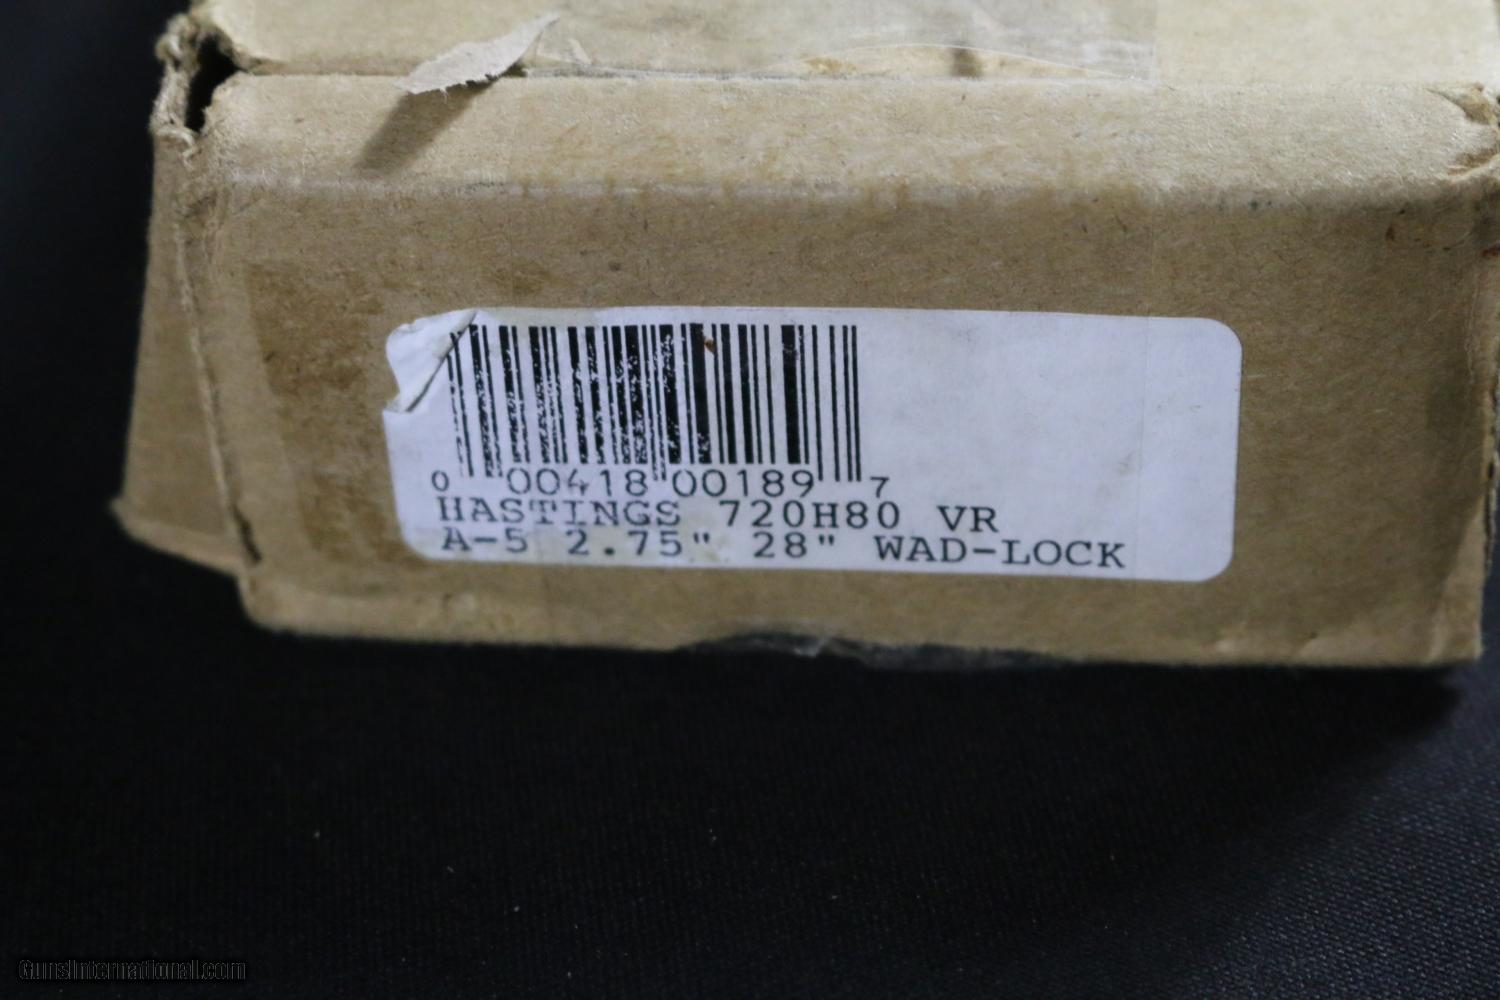 0 00418 00189 7
HASTINGS 720H80 VR
A-5 2.75" 28" WAD-LOCK
GunsInternational.com